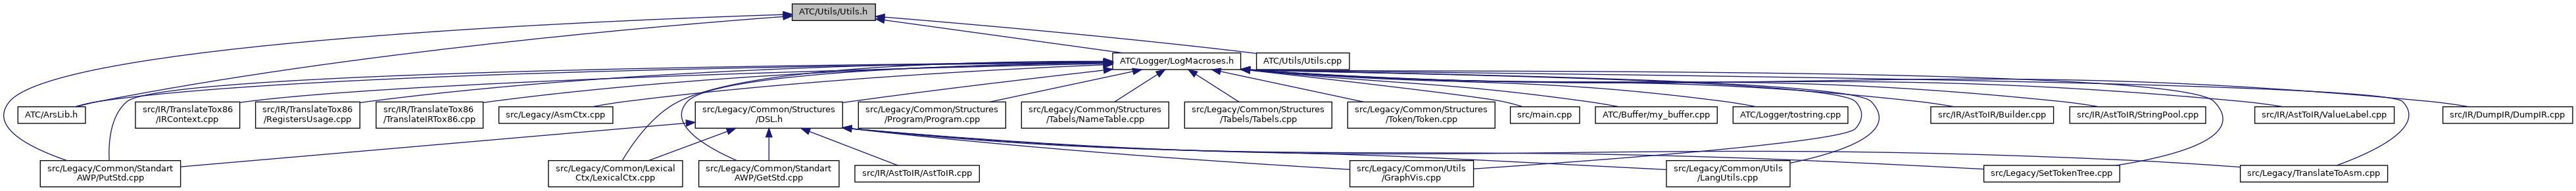 ATC/Utils/Utils.h
ATC/Logger/LogMacroses.h
ATC/Utils/Utils.cpp
ATC/ArsLib.h
src/IR/TranslateTox86
/IRContext.cpp
src/IR/TranslateTox86
/RegistersUsage.cpp
src/IR/TranslateTox86
/TranslateIRTox86.cpp
src/Legacy/AsmCtx.cpp
src/Legacy/Common/Structures
/DSL.h
src/Legacy/Common/Structures
/Program/Program.cpp
src/Legacy/Common/Structures
/Tabels/NameTable.cpp
src/Legacy/Common/Structures
/Tabels/Tabels.cpp
src/Legacy/Common/Structures
/Token/Token.cpp
src/main.cpp
ATC/Buffer/my_buffer.cpp
ATC/Logger/tostring.cpp
src/IR/AstToIR/Builder.cpp
src/IR/AstToIR/StringPool.cpp
src/IR/AstToIR/ValueLabel.cpp
src/IR/DumpIR/DumpIR.cpp
src/Legacy/Common/Standart
AWP/PutStd.cpp
src/Legacy/Common/Lexical
Ctx/LexicalCtx.cpp
src/Legacy/Common/Standart
AWP/GetStd.cpp
src/IR/AstToIR/AstToIR.cpp
src/Legacy/Common/Utils
/GraphVis.cpp
src/Legacy/Common/Utils
/LangUtils.cpp
src/Legacy/SetTokenTree.cpp
src/Legacy/TranslateToAsm.cpp